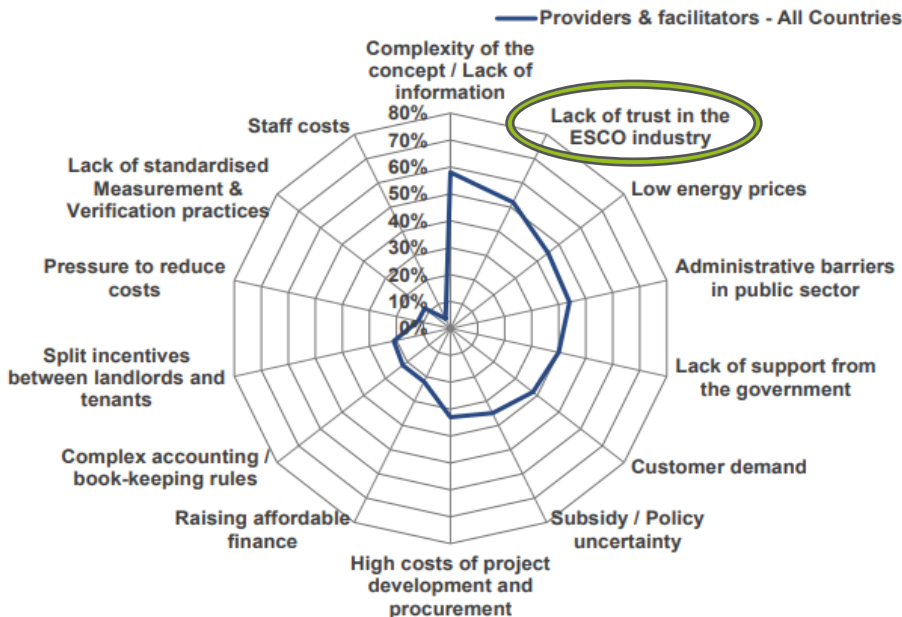 Providers & facilitators - All Countries
Complexity of the
concept / Lack of
information
Lack of trust in the
ESCO industry
Low energy prices
Administrative barriers
in public sector
Lack of support from
the government
Customer demand
Subsidy / Policy
uncertainty
High costs of project
development and
procurement
Raising affordable
finance
Complex accounting /
book-keeping rules
Split incentives
between landlords and
tenants
Pressure to reduce
costs
Lack of standardised
Measurement &
Verification practices
Staff costs
80%
70%
60%
50%
40%
30%
20%
10%
0%